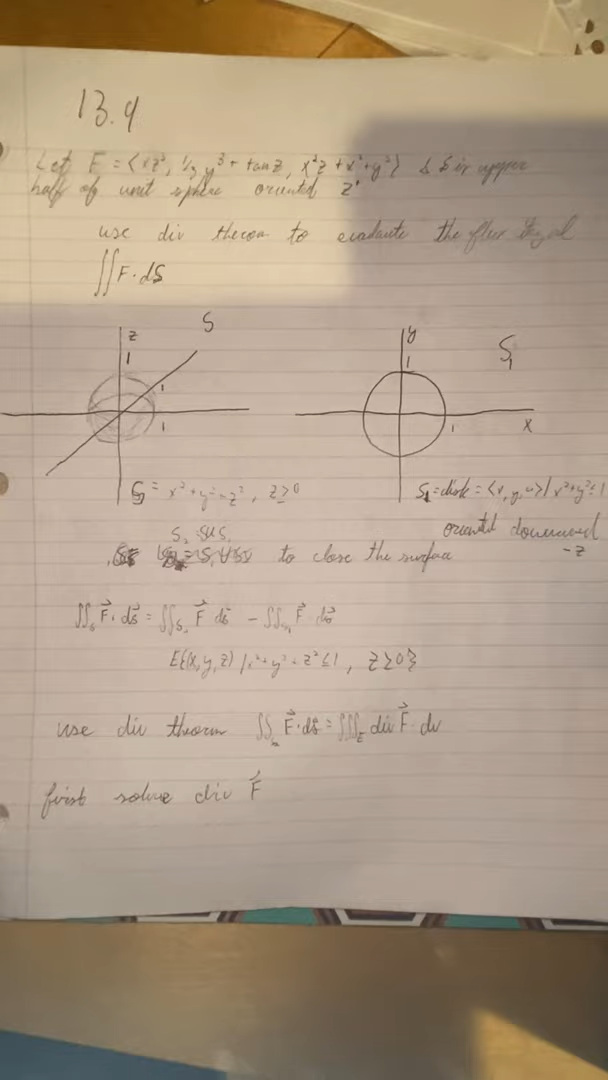 13.9
Let F = ⟨xz², 1/3 y³ + tan z, x²z + x²+y²⟩ & S is upper
half of unit sphere oriented z⁺
use div theorem to evaluate the flux
∬ F · dS
z S
1
1
1
y S₁
1
1 x
S = x² + y² = z², z ≥ 0
S₁ = disk = ⟨x, y, 0⟩ | x²+y² ≤ 1
oriented downward
-z
S₂ = S∪S₁
to close the surface
∬ₛ F⃗ · dS⃗ = ∬ₛ₂ F⃗ dS⃗ − ∬ₛ₁ F⃗ · dS⃗
E{(x, y, z) | x² + y² + z² ≤ 1, z ≥ 0}
use div theorem ∬ F⃗ · dS⃗ = ∭_E div F⃗ · dv
first solve div F⃗